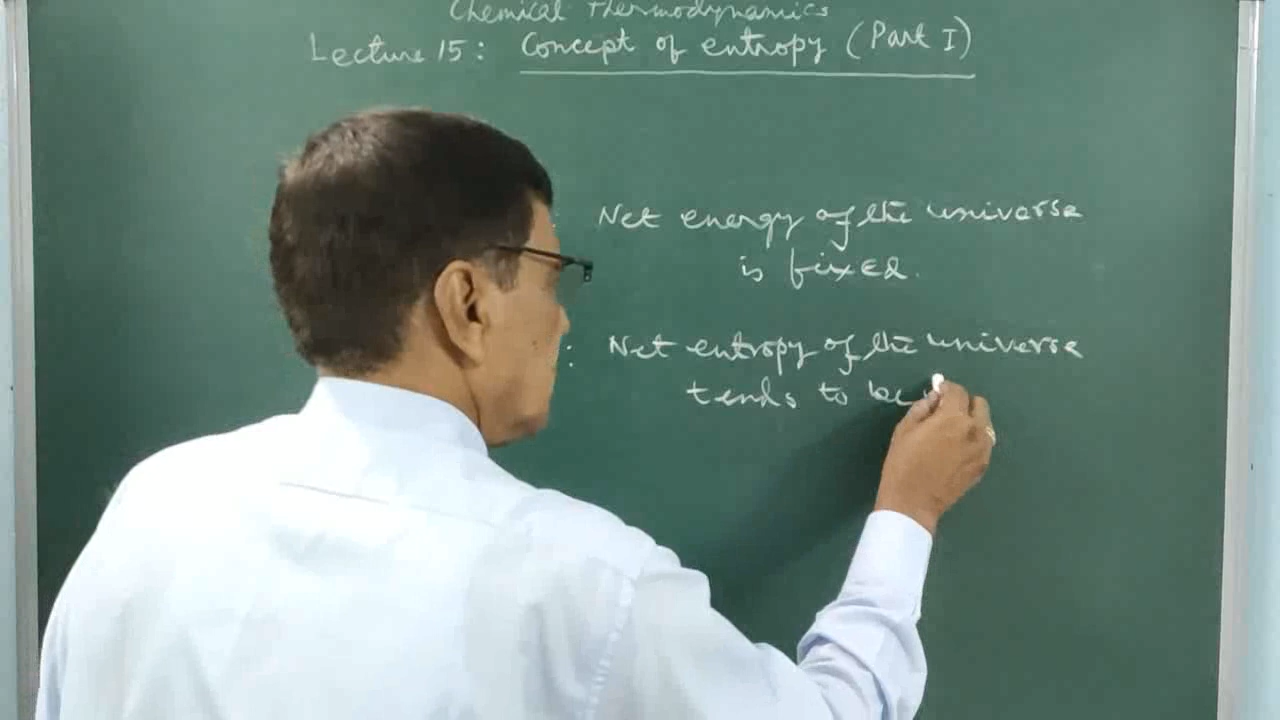 Chemical thermodynamics
Lecture 15: Concept of entropy (Part I)
: Net energy of the universe
is fixed.
: Net entropy of the universe
tends to be